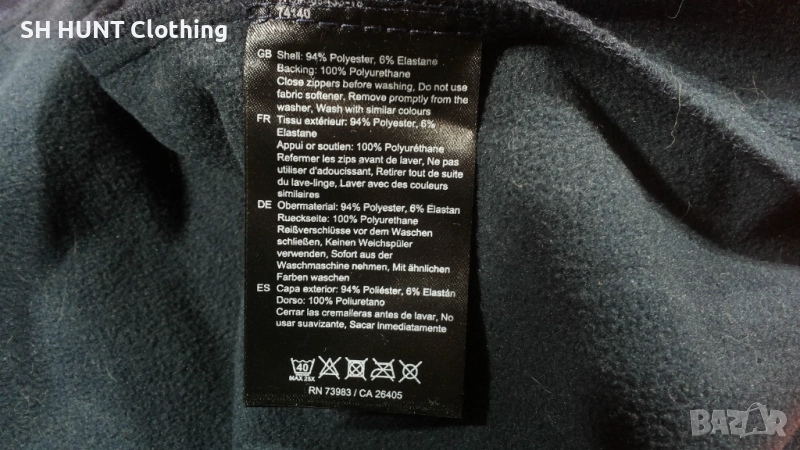 SH HUNT Clothing
74140
GB Shell: 94% Polyester, 6% Elastane
Backing: 100% Polyurethane
Close zippers before washing, Do not use
fabric softener, Remove promptly from the
washer, Wash with similar colours
FR Tissu extérieur: 94% Polyester, 6%
Elastane
Appui or soutien: 100% Polyuréthane
Refermer les zips avant de laver, Ne pas
utiliser d'adoucissant, Retirer tout de suite
du lave-linge, Laver avec des couleurs
similaires
DE Obermaterial: 94% Polyester, 6% Elastan
Rueckseite: 100% Polyurethane
Reißverschlüsse vor dem Waschen
schließen, Keinen Weichspüler
verwenden, Sofort aus der
Waschmaschine nehmen, Mit ähnlichen
Farben waschen
ES Capa exterior: 94% Poliéster, 6% Elastán
Dorso: 100% Poliuretano
Cerrar las cremalleras antes de lavar, No
usar suavizante, Sacar Inmediatamente
40
MAX 25X
RN 73983 / CA 26405
BAZAR